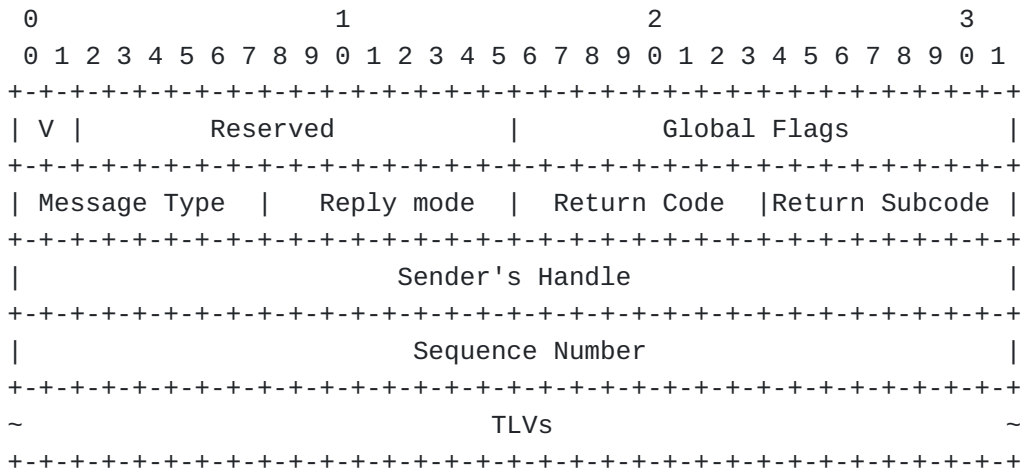 0                   1                   2                   3
 0 1 2 3 4 5 6 7 8 9 0 1 2 3 4 5 6 7 8 9 0 1 2 3 4 5 6 7 8 9 0 1
+-+-+-+-+-+-+-+-+-+-+-+-+-+-+-+-+-+-+-+-+-+-+-+-+-+-+-+-+-+-+-+-+
| V |        Reserved           |         Global Flags          |
+-+-+-+-+-+-+-+-+-+-+-+-+-+-+-+-+-+-+-+-+-+-+-+-+-+-+-+-+-+-+-+-+
| Message Type  |   Reply mode  |  Return Code  |Return Subcode |
+-+-+-+-+-+-+-+-+-+-+-+-+-+-+-+-+-+-+-+-+-+-+-+-+-+-+-+-+-+-+-+-+
|                        Sender's Handle                        |
+-+-+-+-+-+-+-+-+-+-+-+-+-+-+-+-+-+-+-+-+-+-+-+-+-+-+-+-+-+-+-+-+
|                         Sequence Number                       |
+-+-+-+-+-+-+-+-+-+-+-+-+-+-+-+-+-+-+-+-+-+-+-+-+-+-+-+-+-+-+-+-+
~                              TLVs                             ~
+-+-+-+-+-+-+-+-+-+-+-+-+-+-+-+-+-+-+-+-+-+-+-+-+-+-+-+-+-+-+-+-+